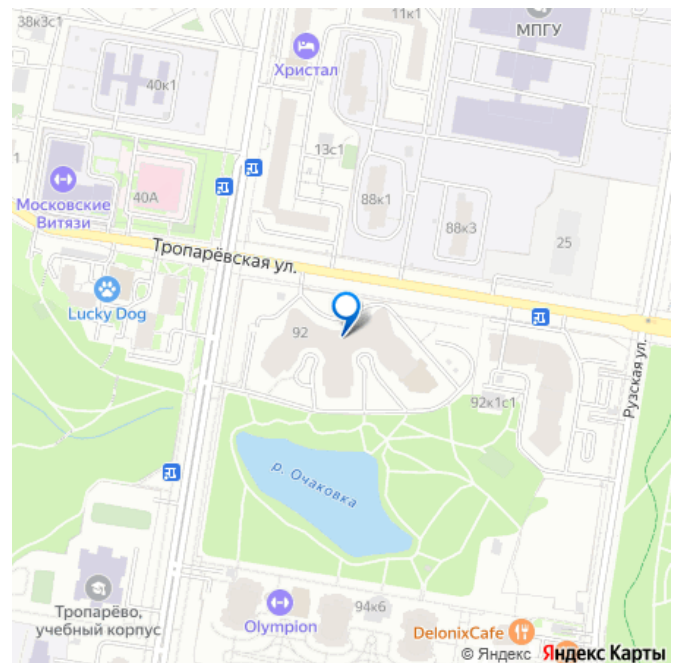 38к3с1
11к1
МПГУ
Христал
40к1
13с1
1
40А
Московские
Витязи
88к1
88к3
25
Тропарёвская ул.
Lucky Dog
92
92к1с1
Рузская ул.
р. Очаковка
Тропарёво,
учебный корпус
Olympion
94к6
DelonixCafe
© Яндекс Яндекс Карты